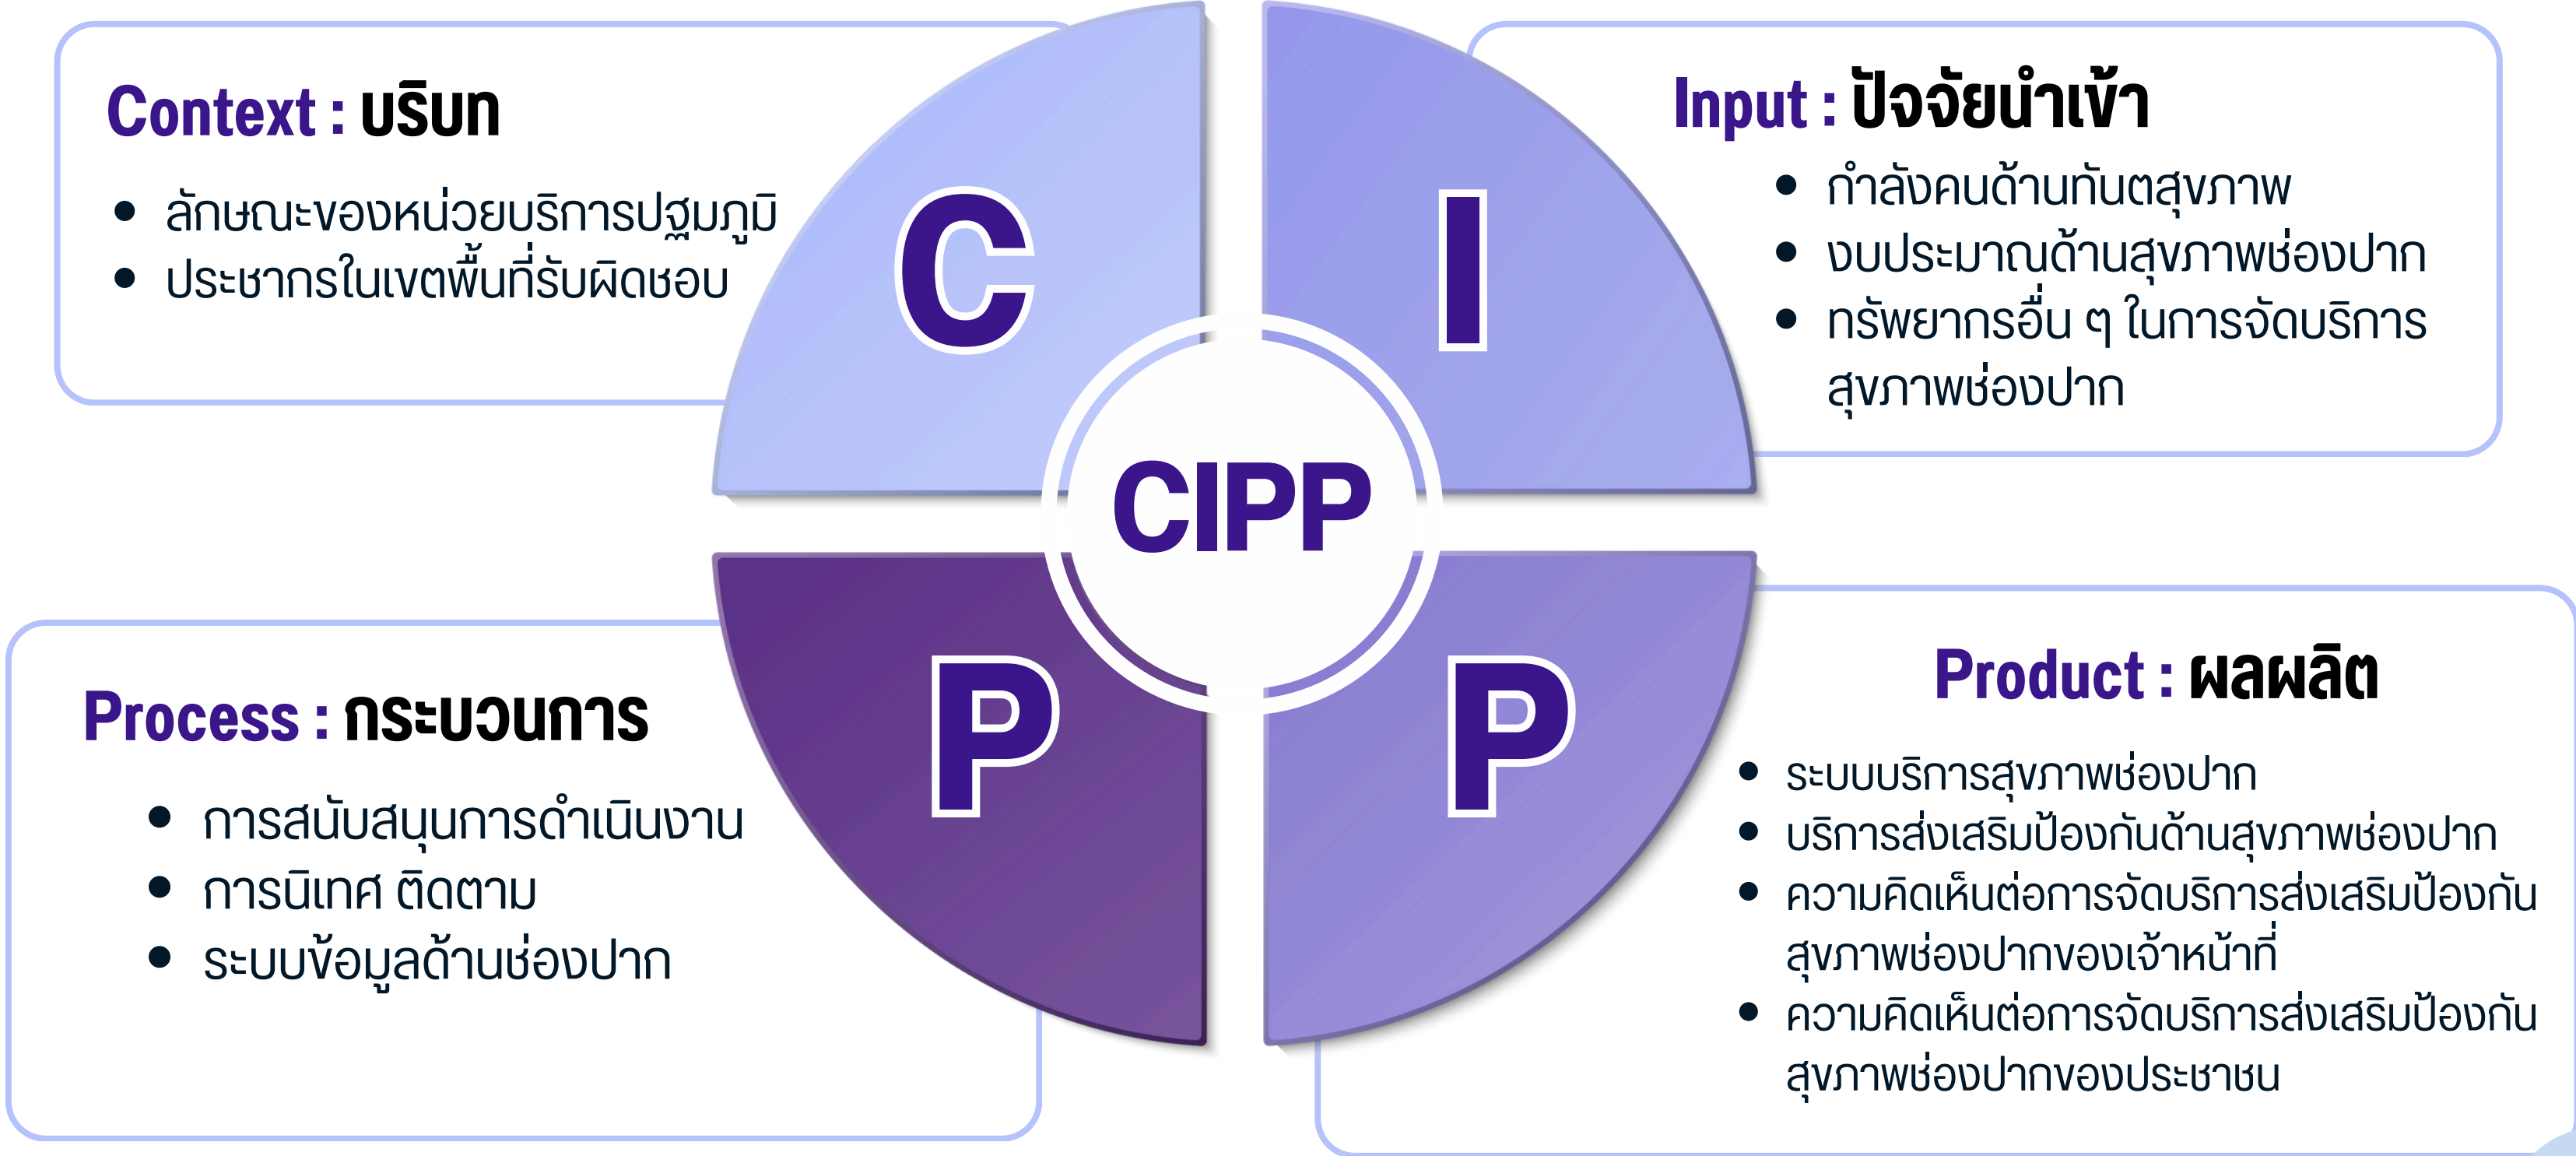 Context : บริบท
• ลักษณะของหน่วยบริการปฐมภูมิ
• ประชากรในเขตพื้นที่รับผิดชอบ
C
I
Input : ปัจจัยนำเข้า
• กำลังคนด้านทันตสุขภาพ
• งบประมาณด้านสุขภาพช่องปาก
• ทรัพยากรอื่น ๆ ในการจัดบริการ
สุขภาพช่องปาก
CIPP
Process : กระบวนการ
• การสนับสนุนการดำเนินงาน
• การนิเทศ ติดตาม
• ระบบข้อมูลด้านช่องปาก
P
P
Product : ผลผลิต
• ระบบบริการสุขภาพช่องปาก
• บริการส่งเสริมป้องกันด้านสุขภาพช่องปาก
• ความคิดเห็นต่อการจัดบริการส่งเสริมป้องกัน
สุขภาพช่องปากของเจ้าหน้าที่
• ความคิดเห็นต่อการจัดบริการส่งเสริมป้องกัน
สุขภาพช่องปากของประชาชน